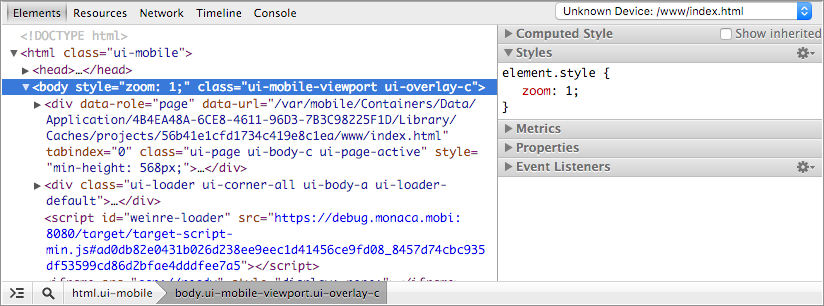 Elements Resources Network Timeline Console Unknown Device: /www/index.html
<!DOCTYPE html>
<html class="ui-mobile">
<head>…</head>
<body style="zoom: 1;" class="ui-mobile-viewport ui-overlay-c">
<div data-role="page" data-url="/var/mobile/Containers/Data/
Application/4B4EA48A-6CE8-4611-96D3-7B3C98225F1D/Library/
Caches/projects/56b41e1cfd1734c419e8c1ea/www/index.html"
tabindex="0" class="ui-page ui-body-c ui-page-active" style=
"min-height: 568px;">…</div>
<div class="ui-loader ui-corner-all ui-body-a ui-loader-
default">…</div>
<script id="weinre-loader" src="https://debug.monaca.mobi:
8080/target/target-script-
min.js#ad0db82e0431b026d238ee9eec1d41456ce9fd08_8457d74cbc935
df53599cd86d2bfae4dddfee7a5"></script>
Computed Style Show inherited
Styles
element.style {
zoom: 1;
}
Metrics
Properties
Event Listeners
html.ui-mobile body.ui-mobile-viewport.ui-overlay-c